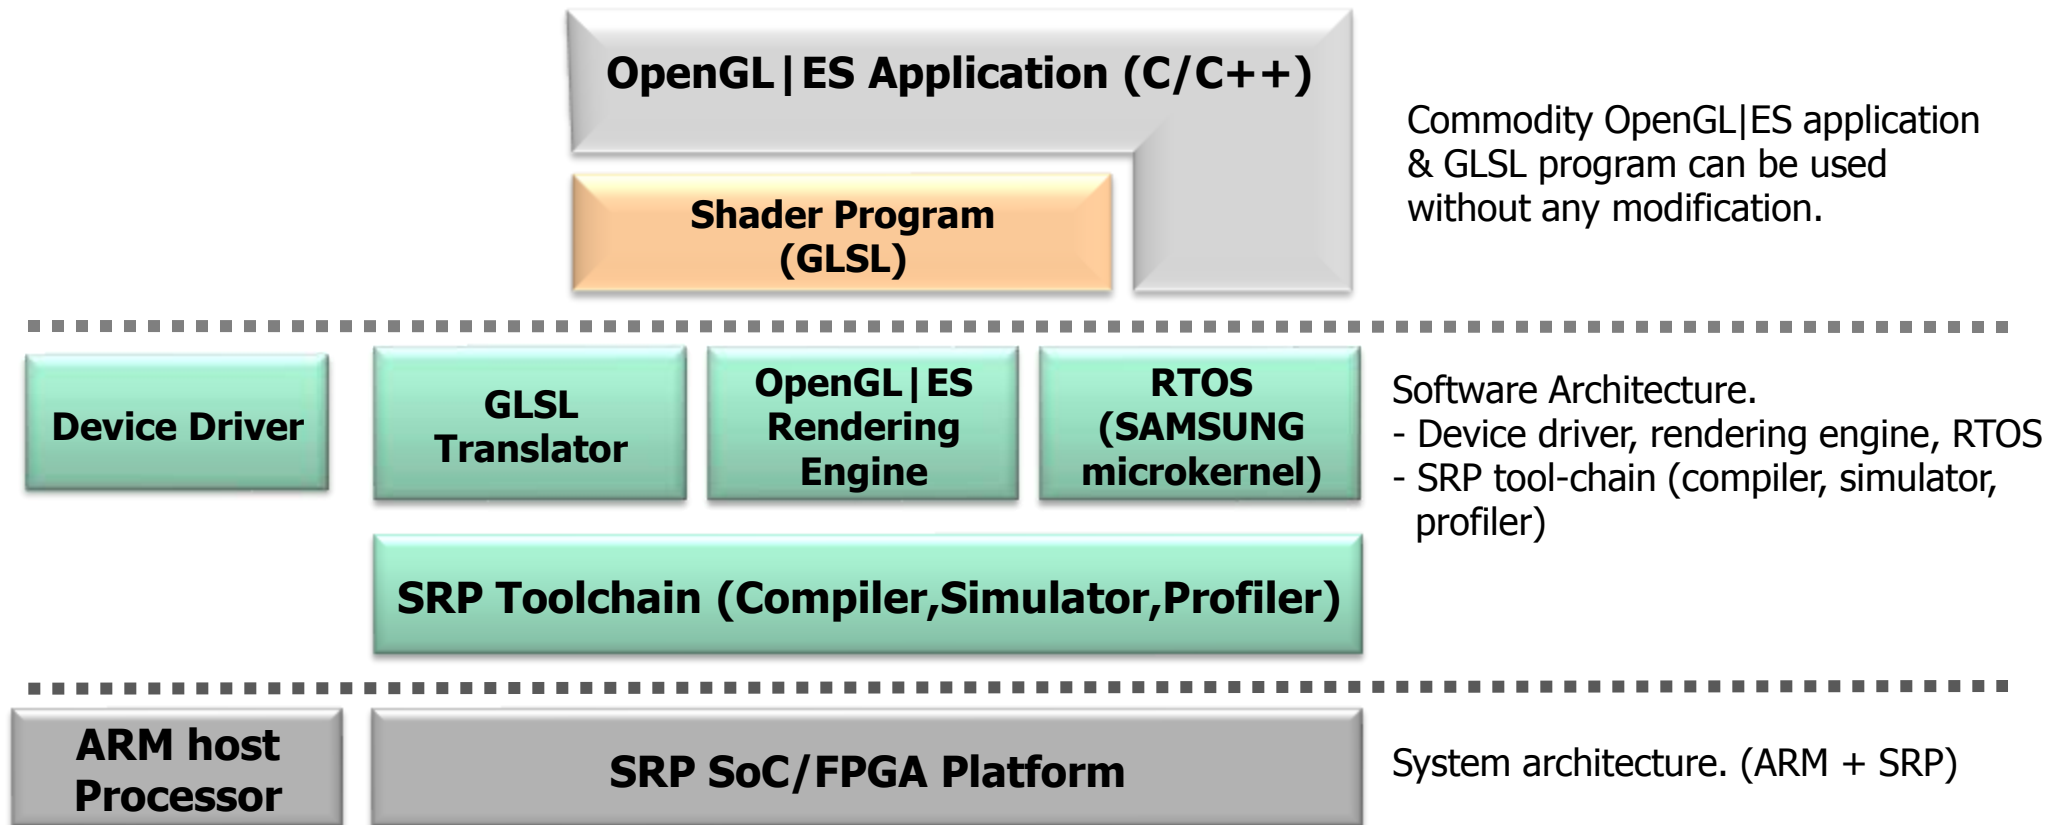 OpenGL|ES Application (C/C++)
Shader Program
(GLSL)
Commodity OpenGL|ES application
& GLSL program can be used
without any modification.
Device Driver
GLSL
Translator
OpenGL|ES
Rendering
Engine
RTOS
(SAMSUNG
microkernel)
Software Architecture.
- Device driver, rendering engine, RTOS
- SRP tool-chain (compiler, simulator,
profiler)
SRP Toolchain (Compiler,Simulator,Profiler)
ARM host
Processor
SRP SoC/FPGA Platform
System architecture. (ARM + SRP)